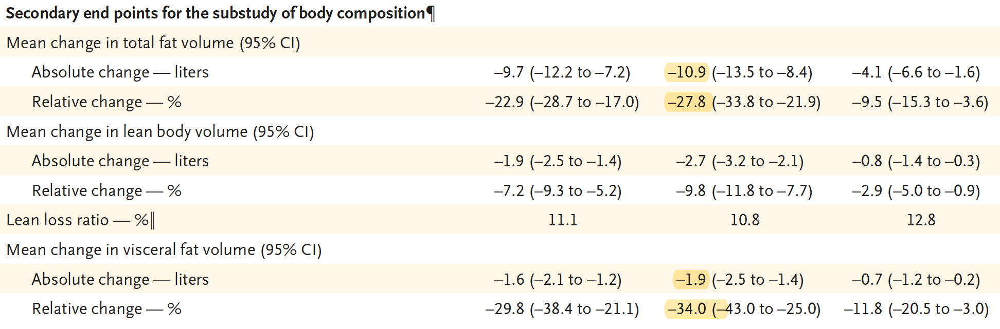 Secondary end points for the substudy of body composition¶
Mean change in total fat volume (95% CI)
Absolute change — liters –9.7 (–12.2 to –7.2) –10.9 (–13.5 to –8.4) –4.1 (–6.6 to –1.6)
Relative change — % –22.9 (–28.7 to –17.0) –27.8 (–33.8 to –21.9) –9.5 (–15.3 to –3.6)
Mean change in lean body volume (95% CI)
Absolute change — liters –1.9 (–2.5 to –1.4) –2.7 (–3.2 to –2.1) –0.8 (–1.4 to –0.3)
Relative change — % –7.2 (–9.3 to –5.2) –9.8 (–11.8 to –7.7) –2.9 (–5.0 to –0.9)
Lean loss ratio — %‖ 11.1 10.8 12.8
Mean change in visceral fat volume (95% CI)
Absolute change — liters –1.6 (–2.1 to –1.2) –1.9 (–2.5 to –1.4) –0.7 (–1.2 to –0.2)
Relative change — % –29.8 (–38.4 to –21.1) –34.0 (–43.0 to –25.0) –11.8 (–20.5 to –3.0)